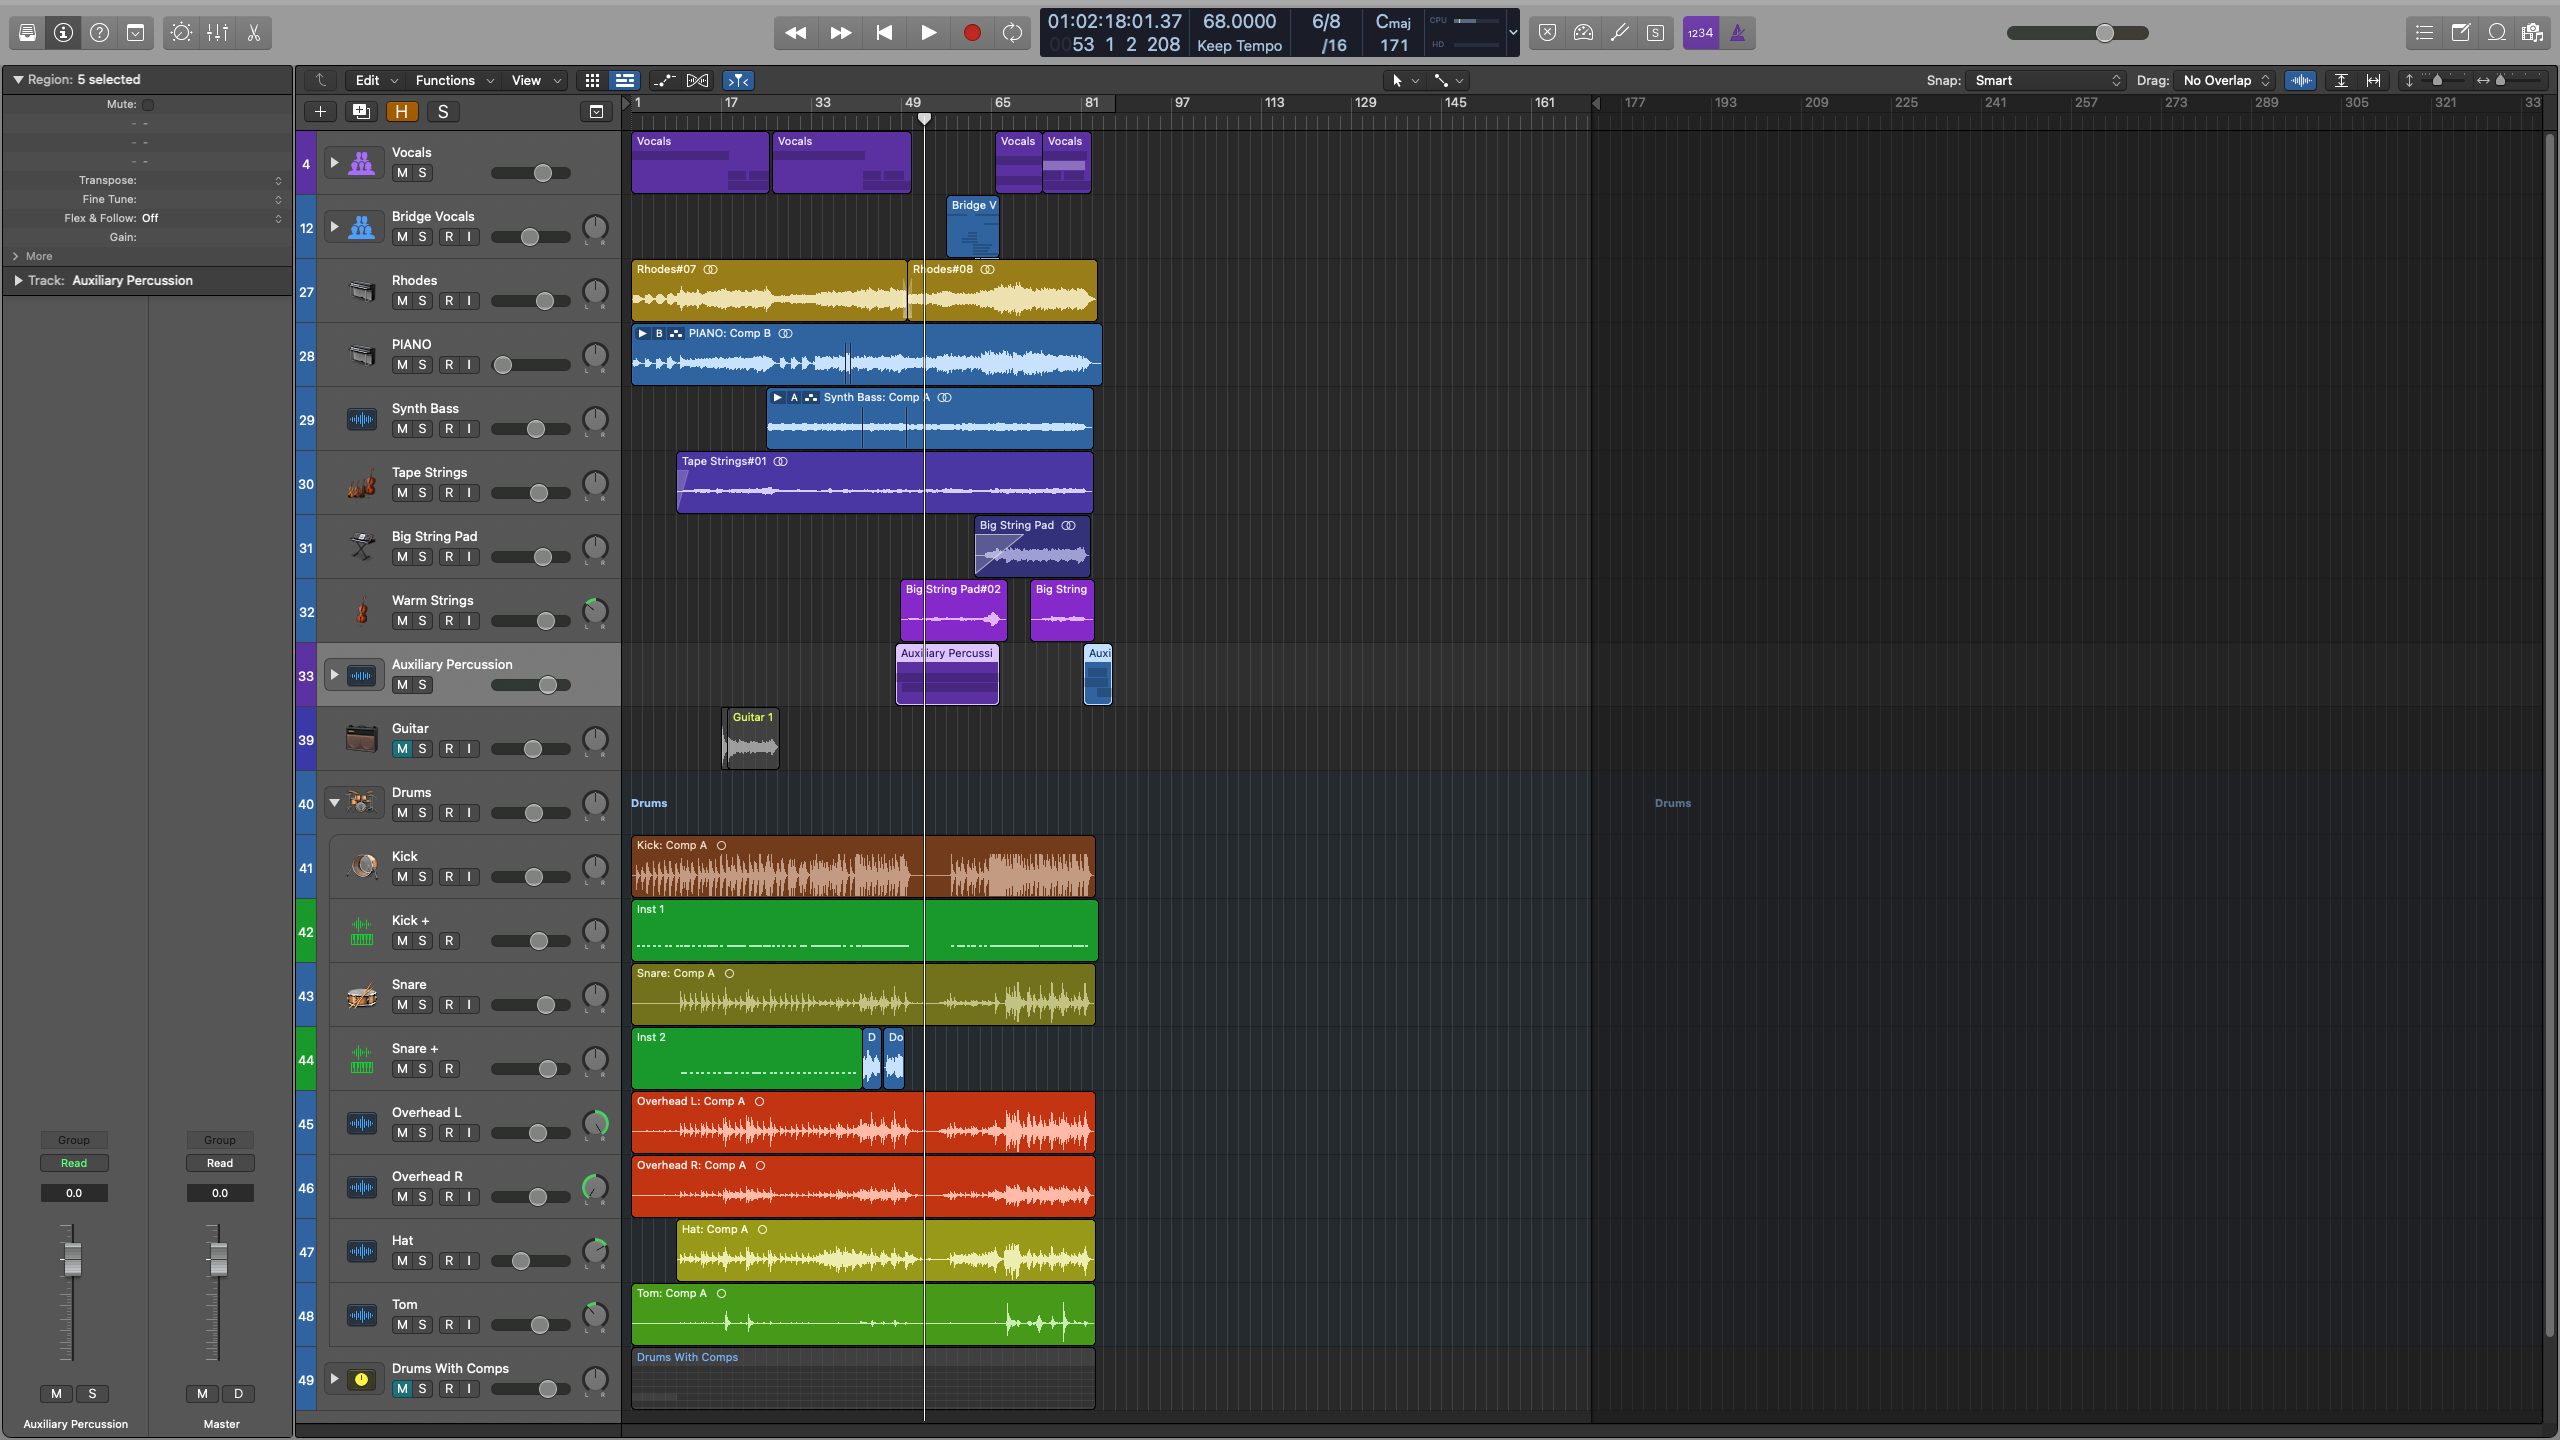 1234
01:02:18:01.37 68.0000 6/8 Cmaj CPU
0053 1 2 208 Keep Tempo /16 171 HD
Region: 5 selected
Mute:
Transpose:
Fine Tune:
Flex & Follow: Off
Gain:
More
Track: Auxiliary Percussion
Edit Functions View
Snap: Smart Drag: No Overlap
H S
1 17 33 49 65 81 97 113 129 145 161 177 193 209 225 241 257 273 289 305 321 33
4 Vocals
M S
Vocals Vocals Vocals Vocals
12 Bridge Vocals
M S R I L R
Bridge V
27 Rhodes
M S R I L R
Rhodes#07 Rhodes#08
28 PIANO
M S R I L R
B PIANO: Comp B
29 Synth Bass
M S R I L R
A Synth Bass: Comp A
30 Tape Strings
M S R I L R
Tape Strings#01
31 Big String Pad
M S R I L R
Big String Pad
32 Warm Strings
M S R I L R
Big String Pad#02 Big String
33 Auxiliary Percussion
M S
Auxiliary Percussi Auxi
39 Guitar
M S R I L R
Guitar 1
40 Drums
M S R I L R
Drums Drums
41 Kick
M S R I L R
Kick: Comp A
42 Kick +
M S R L R
Inst 1
43 Snare
M S R I L R
Snare: Comp A
44 Snare +
M S R L R
Inst 2 D Do
45 Overhead L
M S R I L R
Overhead L: Comp A
46 Overhead R
M S R I L R
Overhead R: Comp A
47 Hat
M S R I L R
Hat: Comp A
48 Tom
M S R I L R
Tom: Comp A
49 Drums With Comps
M S R I L R
Drums With Comps
Group Group
Read Read
0.0 0.0
M S M D
Auxiliary Percussion Master